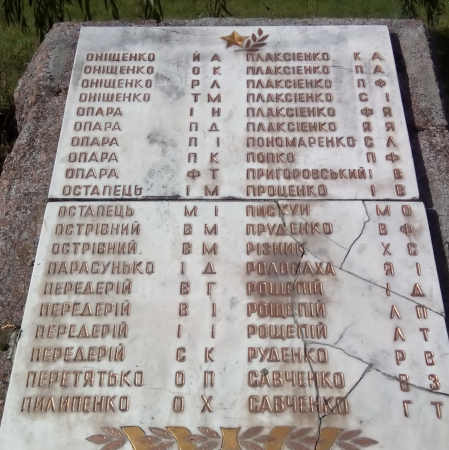 ОНІЩЕНКО Й А
ОНІЩЕНКО О К
ОНІЩЕНКО Р Л
ОНІЩЕНКО Т М
ОПАРА І Н
ОПАРА П Д
ОПАРА П І
ОПАРА П К
ОПАРА Ф Т
ОСТАПЕЦЬ І М
ОСТАПЕЦЬ М І
ОСТРІВНИЙ В М
ОСТРІВНИЙ В М
ПАРАСУНЬКО І Д
ПЕРЕДЕРІЙ В Г
ПЕРЕДЕРІЙ В І
ПЕРЕДЕРІЙ І І
ПЕРЕДЕРІЙ С К
ПЕРЕТЯТЬКО О П
ПИЛИПЕНКО О Х
ПЛАКСІЕНКО К А
ПЛАКСІЕНКО П А
ПЛАКСІЕНКО П Ф
ПЛАКСІЕНКО С І
ПЛАКСІЕНКО Ф Я
ПЛАКСІЕНКО Я Я
ПОНОМАРЕНКО С Л
ПОПКО П Ф
ПРИГОРОВСЬКИЙ І В
ПРОЦЕНКО І В
ПИСКУН М О
ПРУДЕНКО В Ф
РІЗНИК Х С
РОЛОВАХА Я І
РОЩЕПІЙ І Д
РОЩЕПІЙ Л П
РОЩЕПІЙ Л Т
РУДЕНКО Р В
САВЧЕНКО В З
САВЧЕНКО Г Т